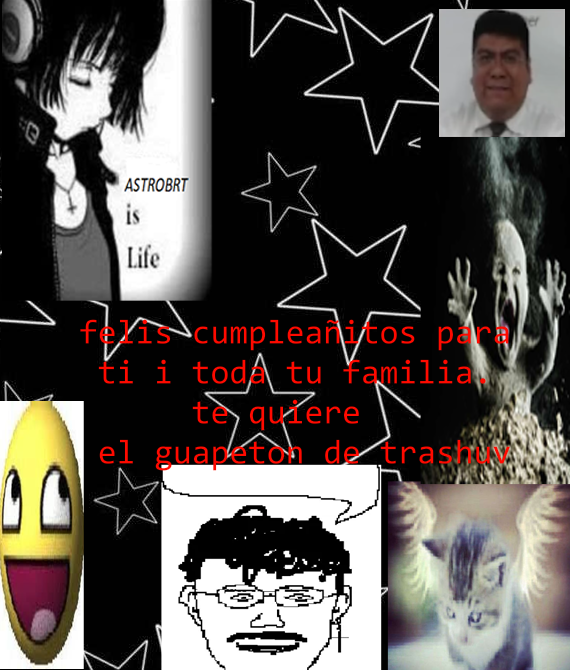 ASTROBRT
is
Life
<
felis cumpleañitos para
ti i toda tu familia.
te quiere
el guapeton de trashuv